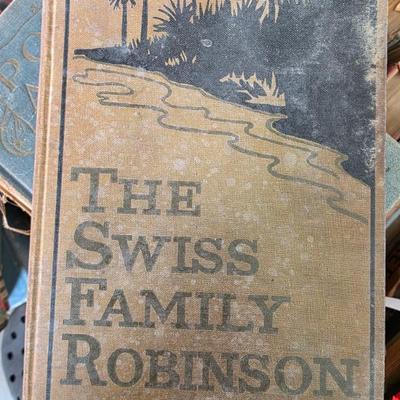 THE
SWISS
FAMILY
ROBINSON